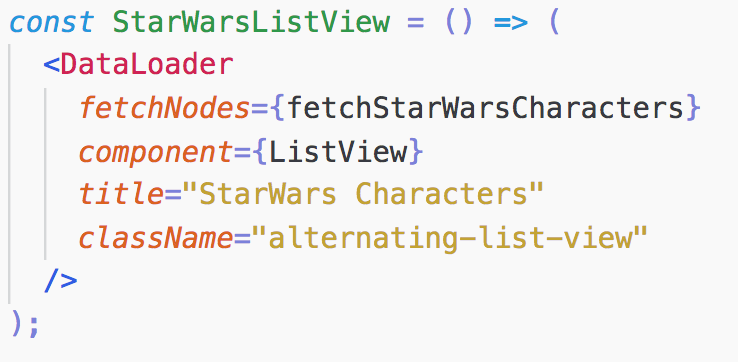 const StarWarsListView = () => (
<DataLoader
fetchNodes={fetchStarWarsCharacters}
component={ListView}
title="StarWars Characters"
className="alternating-list-view"
/>
);